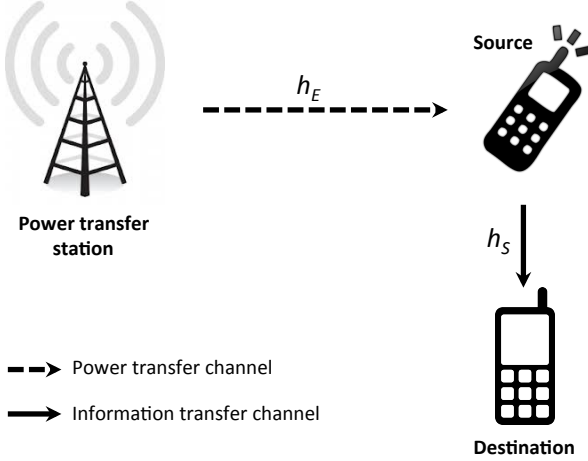 Source
h_E
Power transfer
station
h_S
Power transfer channel
Information transfer channel
Destination